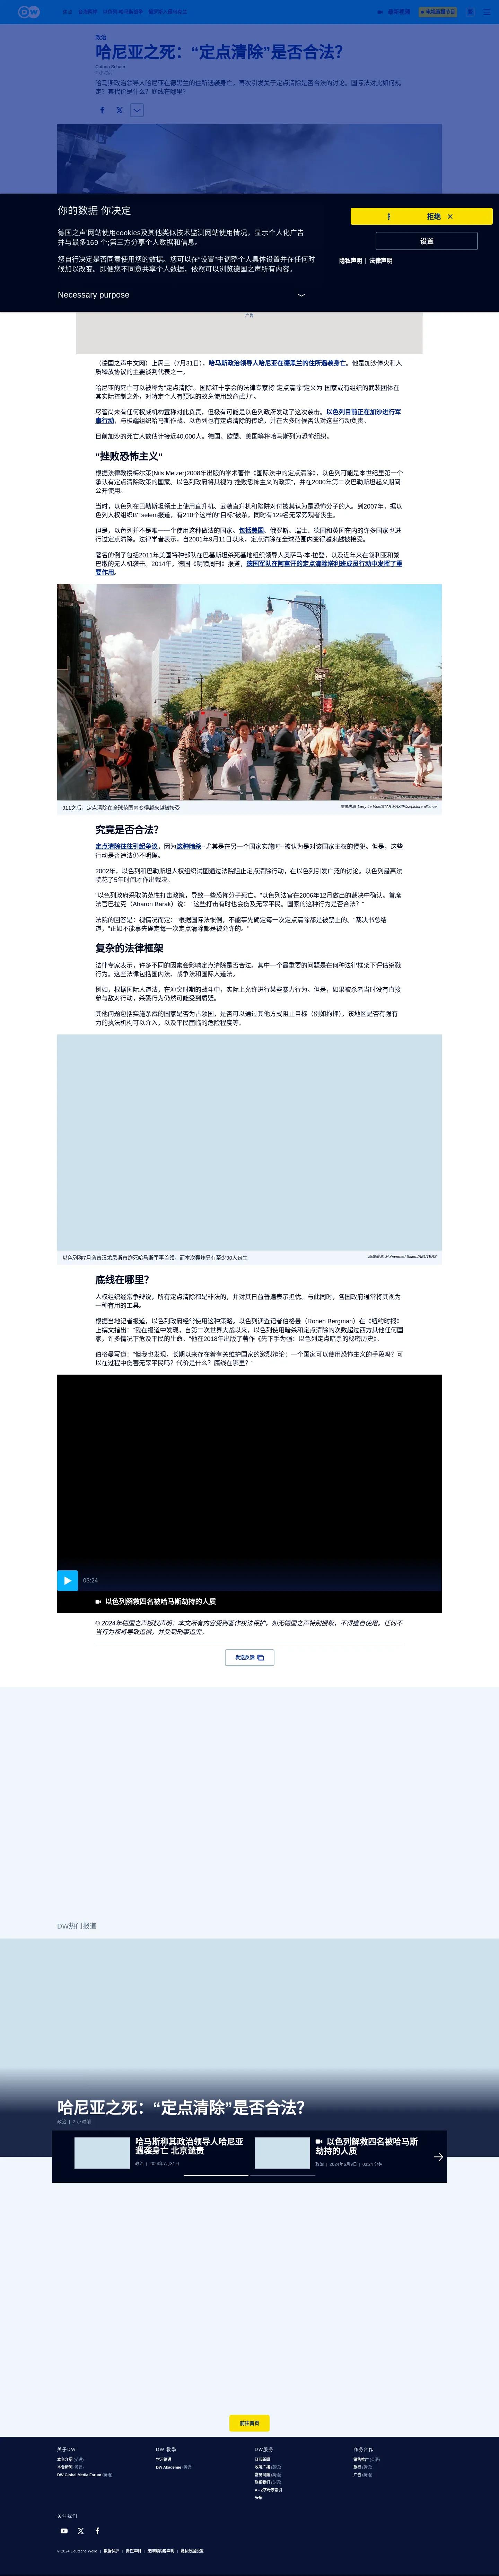 政治
哈尼亚之死：“定点清除”是否合法？
Cathrin Schaer
2 小时前
哈马斯政治领导人哈尼亚在德黑兰的住所遇袭身亡，再次引发关于定点清除是否合法的讨论。国际法对此如何规
定？其代价是什么？底线在哪里？
你的数据 你决定
拒绝
德国之声网站使用cookies及其他类似技术监测网站使用情况，显示个人化广告
并与最多169 个;第三方分享个人数据和信息。
设置
您自行决定是否同意使用您的数据。您可以在“设置”中调整个人具体设置并在任何时
候加以改变。即便您不同意共享个人数据，依然可以浏览德国之声所有内容。
隐私声明 | 法律声明
Necessary purpose
广告
（德国之声中文网）上周三（7月31日），哈马斯政治领导人哈尼亚在德黑兰的住所遇袭身亡。他是加沙停火和人
质释放协议的主要谈判代表之一。
哈尼亚的死亡可以被称为"定点清除"。国际红十字会的法律专家将"定点清除"定义为"国家或有组织的武装团体在
其实际控制之外，对特定个人有预谋的故意使用致命武力"。
尽管尚未有任何权威机构宣称对此负责，但极有可能是以色列政府发动了这次袭击。以色列目前正在加沙进行军
事行动，与极端组织哈马斯作战。以色列也有定点清除的传统，并在大多时候否认对这些行动负责。
目前加沙的死亡人数估计接近40,000人。德国、欧盟、美国等将哈马斯列为恐怖组织。
"挫败恐怖主义"
根据法律教授梅尔策(Nils Melzer)2008年出版的学术著作《国际法中的定点清除》，以色列可能是本世纪里第一个
承认有定点清除政策的国家。以色列政府将其视为"挫败恐怖主义的政策"，并在2000年第二次巴勒斯坦起义期间
公开使用。
当时，以色列在巴勒斯坦领土上使用直升机、武装直升机和陷阱对付被其认为是恐怖分子的人。到2007年，据以
色列人权组织B'Tselem报道，有大约210名"目标"被杀，同时有129名无辜旁观者丧生。
但是，以色列并不是唯一一个使用这种做法的国家。包括美国、俄罗斯、瑞士、德国和英国在内的许多国家也进
行过定点清除。法律学者表示，自2001年9月11日以来，定点清除在全球范围内变得越来越被接受。
著名的例子包括2011年美国特种部队在巴基斯坦杀死基地组织领导人奥萨马·本·拉登，以及近年来在叙利亚和黎
巴嫩的无人机袭击。2014年，德国《明镜周刊》报道，德国军队在阿富汗的定点清除塔利班成员行动中发挥了重
要作用。
911之后，定点清除在全球范围内变得越来越被接受
图像来源: Larry Le Vine/STAR MAX/IPix/picture alliance
究竟是否合法？
定点清除往往引起争议，因为这种暗杀--尤其是在另一个国家实施时--被认为是对该国家主权的侵犯。但是，这些
行动是否违法仍不明确。
2002年，以色列和巴勒斯坦人权组织试图通过法院阻止定点清除行动，在以色列引发广泛的讨论。以色列最高法
院花了5年时间才作出裁决。
"以色列政府采取防范性打击政策，导致一些恐怖分子死亡。"以色列法官在2006年12月做出的裁决中确认。首席
法官巴拉克（Aharon Barak）说：  "这些打击有时也会伤及无辜平民。国家的这种行为是否合法？"
法院的回答是：视情况而定："根据国际法惯例，不能事先确定每一次定点清除都是被禁止的。"裁决书总结
道，"正如不能事先确定每一次定点清除都是被允许的。"
复杂的法律框架
法律专家表示，许多不同的因素会影响定点清除是否合法。其中一个最重要的问题是在何种法律框架下评估杀戮
行为。这些法律包括国内法、战争法和国际人道法。
例如，根据国际人道法，在冲突时期的战斗中，实际上允许进行某些暴力行为。但是，如果被杀者当时没有直接
参与敌对行动，杀戮行为仍然可能受到质疑。
其他问题包括实施杀戮的国家是否为占领国，是否可以通过其他方式阻止目标（例如拘押），该地区是否有强有
力的执法机构可以介入，以及平民面临的危险程度等。
以色列称7月袭击汉尤尼斯市炸死哈马斯军事首领，而本次轰炸另有至少90人丧生
图像来源: Mohammed Salem/REUTERS
底线在哪里？
人权组织经常争辩说，所有定点清除都是非法的，并对其日益普遍表示担忧。与此同时，各国政府通常将其视为
一种有用的工具。
根据当地记者报道，以色列政府经常使用这种策略。以色列调查记者伯格曼（Ronen Bergman）在《纽约时报》
上撰文指出："我在报道中发现，自第二次世界大战以来，以色列使用暗杀和定点清除的次数超过西方其他任何国
家，许多情况下危及平民的生命。"他在2018年出版了著作《先下手为强：以色列定点暗杀的秘密历史》。
伯格曼写道："但我也发现，长期以来存在着有关维护国家的激烈辩论：一个国家可以使用恐怖主义的手段吗？可
以在过程中伤害无辜平民吗？代价是什么？底线在哪里？"
03:24
以色列解救四名被哈马斯劫持的人质
© 2024年德国之声版权声明：本文所有内容受到著作权法保护，如无德国之声特别授权，不得擅自使用。任何不
当行为都将导致追偿，并受到刑事追究。
发送反馈
DW热门报道
哈尼亚之死：“定点清除”是否合法？
政治 | 2 小时前
哈马斯称其政治领导人哈尼亚
遇袭身亡 北京谴责
政治 | 2024年7月31日
以色列解救四名被哈马斯
劫持的人质
政治 | 2024年6月9日 | 03:24 分钟
前往首页
关于DW
本台介绍 (英语)
本台新闻 (英语)
DW Global Media Forum (英语)
DW 教学
学习德语
DW Akademie (英语)
DW服务
订阅新闻
收听广播 (英语)
常见问题 (英语)
联系我们 (英语)
A - Z字母序索引
头条
商务合作
销售推广 (英语)
旅行 (英语)
广告 (英语)
关注我们
© 2024 Deutsche Welle | 数据保护 | 责任声明 | 无障碍内容声明 | 隐私数据设置